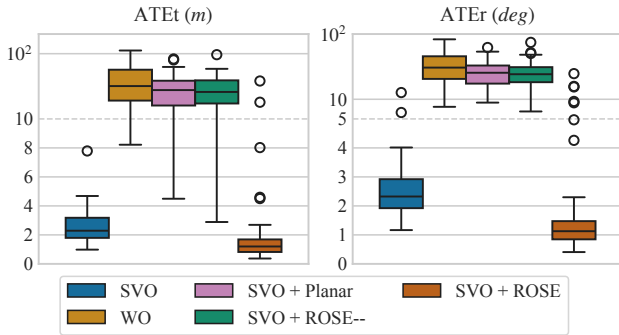 ATEt (m)
ATEr (deg)
10²
10
8
6
4
2
0
10²
10
5
4
3
2
1
0
SVO
SVO + Planar
SVO + ROSE
WO
SVO + ROSE--